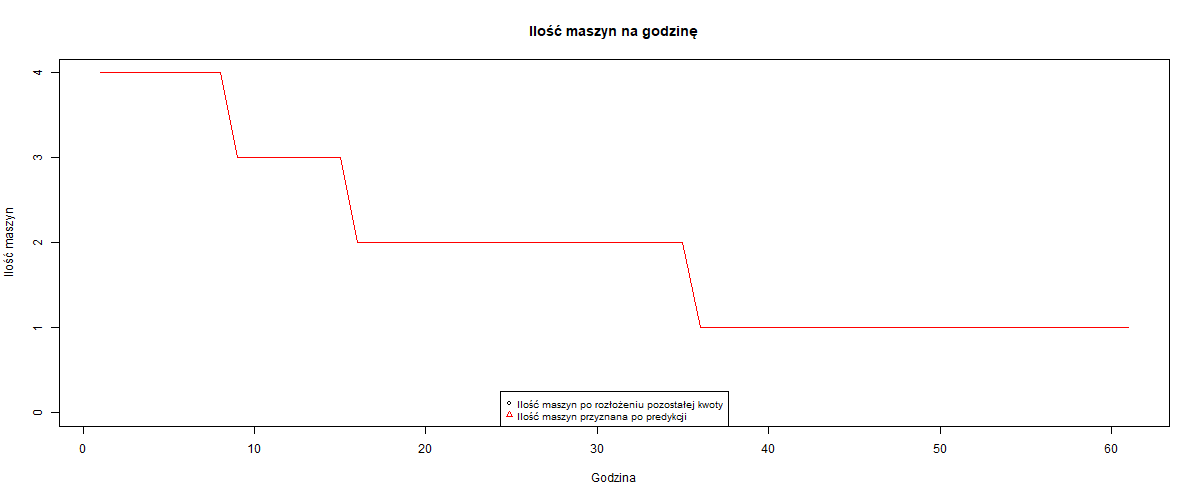 Ilość maszyn na godzinę
4
3
2
1
0
Ilość maszyn
Ilość maszyn po rozłożeniu pozostałej kwoty
Ilość maszyn przyznana po predykcji
0 10 20 30 40 50 60
Godzina